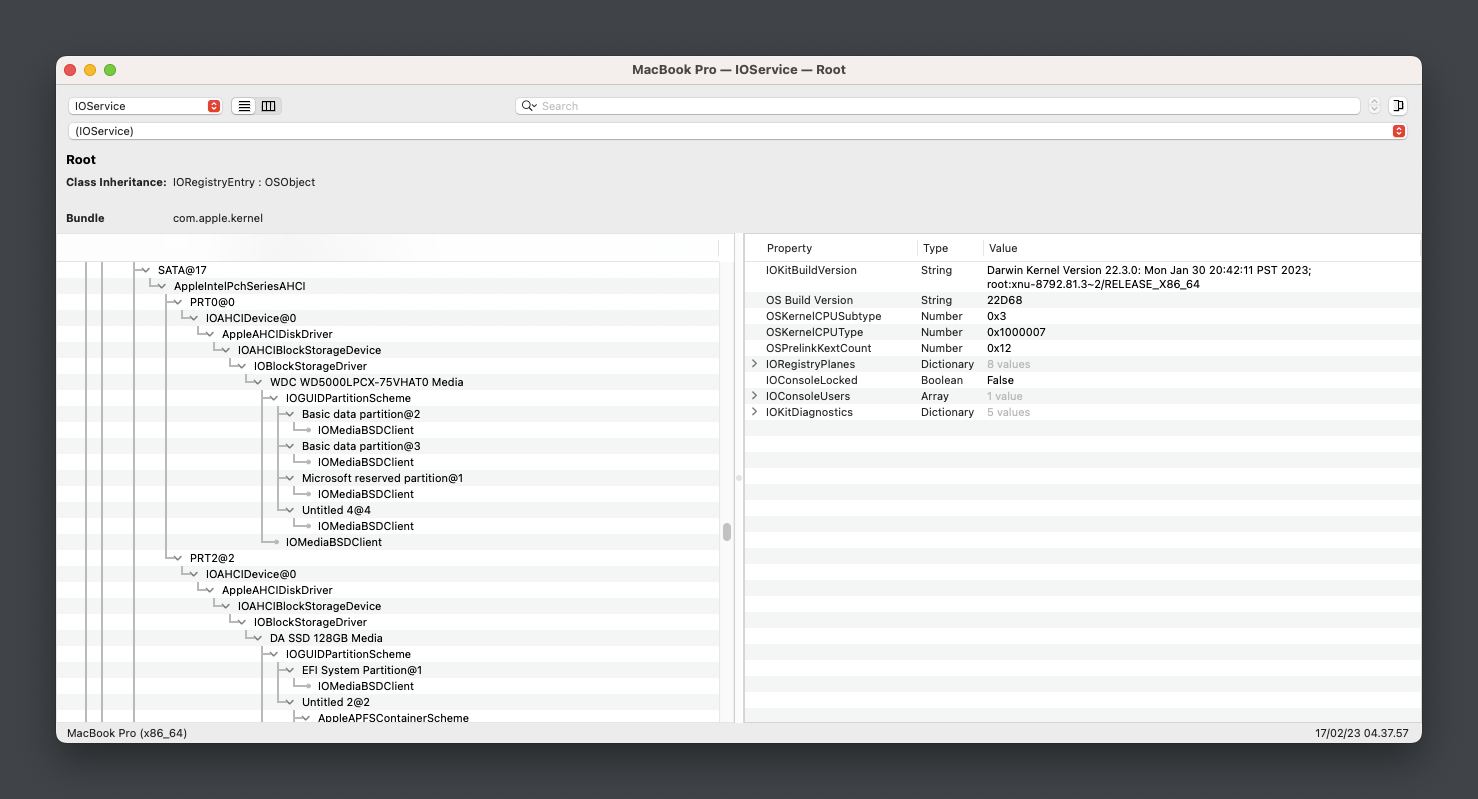 MacBook Pro — IOService — Root
IOService
Search
(IOService)
Root
Class Inheritance: IORegistryEntry : OSObject
Bundle com.apple.kernel
SATA@17
AppleIntelPchSeriesAHCI
PRT0@0
IOAHCIDevice@0
AppleAHCIDiskDriver
IOAHCIBlockStorageDevice
IOBlockStorageDriver
WDC WD5000LPCX-75VHAT0 Media
IOGUIDPartitionScheme
Basic data partition@2
IOMediaBSDClient
Basic data partition@3
IOMediaBSDClient
Microsoft reserved partition@1
IOMediaBSDClient
Untitled 4@4
IOMediaBSDClient
IOMediaBSDClient
PRT2@2
IOAHCIDevice@0
AppleAHCIDiskDriver
IOAHCIBlockStorageDevice
IOBlockStorageDriver
DA SSD 128GB Media
IOGUIDPartitionScheme
EFI System Partition@1
IOMediaBSDClient
Untitled 2@2
AppleAPFSContainerScheme
Property Type Value
IOKitBuildVersion String Darwin Kernel Version 22.3.0: Mon Jan 30 20:42:11 PST 2023;
root:xnu-8792.81.3~2/RELEASE_X86_64
OS Build Version String 22D68
OSKernelCPUSubtype Number 0x3
OSKernelCPUType Number 0x1000007
OSPrelinkKextCount Number 0x12
IORegistryPlanes Dictionary 8 values
IOConsoleLocked Boolean False
IOConsoleUsers Array 1 value
IOKitDiagnostics Dictionary 5 values
MacBook Pro (x86_64)
17/02/23 04.37.57